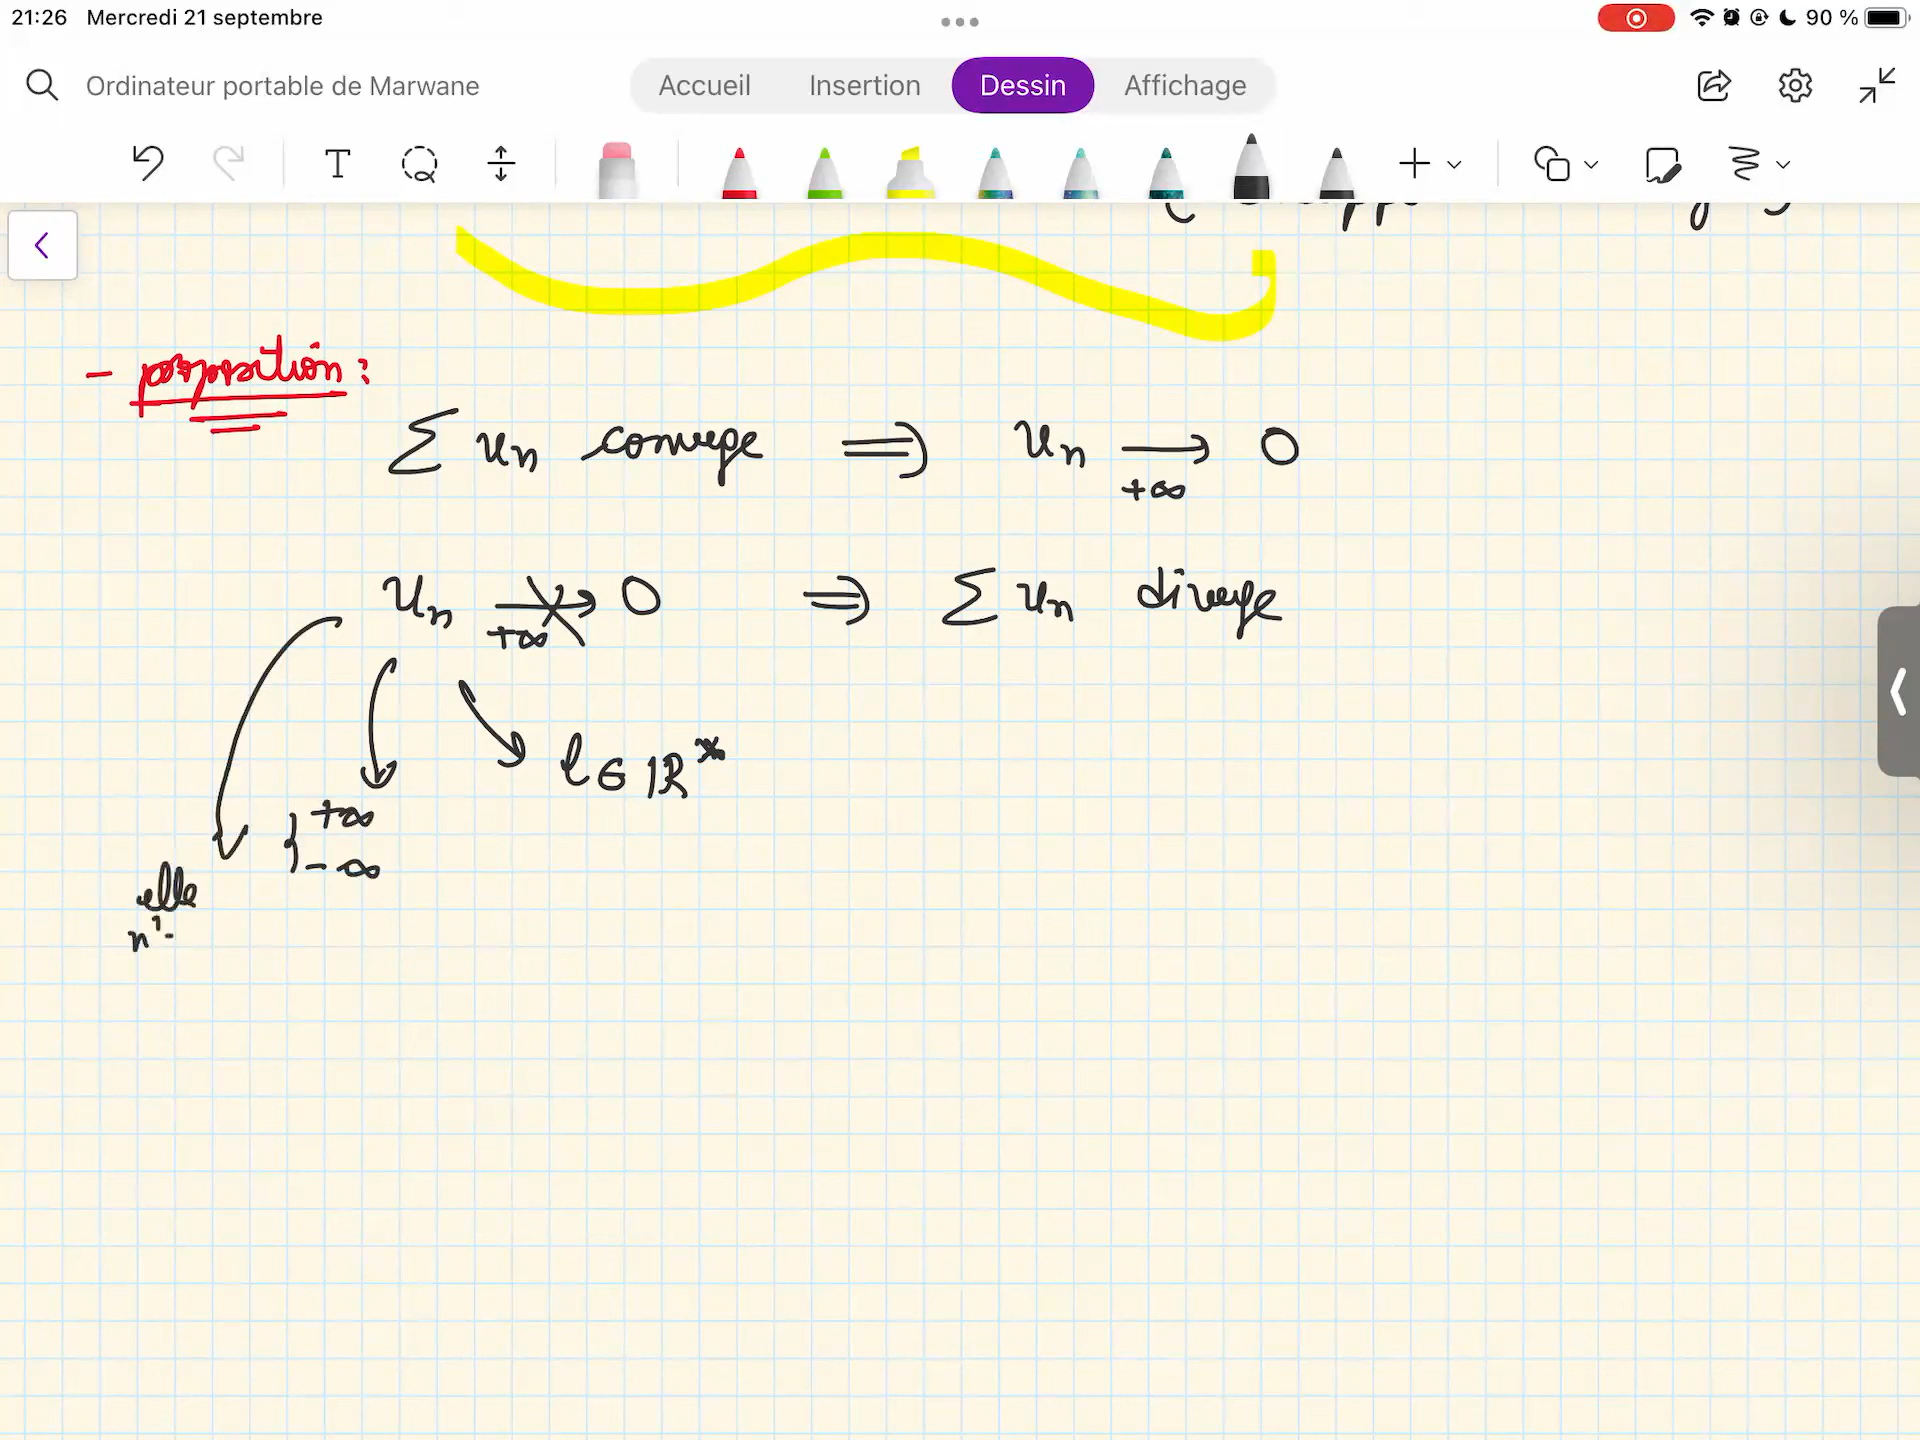 21:26 Mercredi 21 septembre 90 %
Ordinateur portable de Marwane Accueil Insertion Dessin Affichage
T
- proposition :
∑ un converge ⟹ un ⟶ 0
+∞
un ↛ 0 ⟹ ∑ un diverge
+∞
l ∈ ℝ*
{ +∞
- ∞
elle
n'